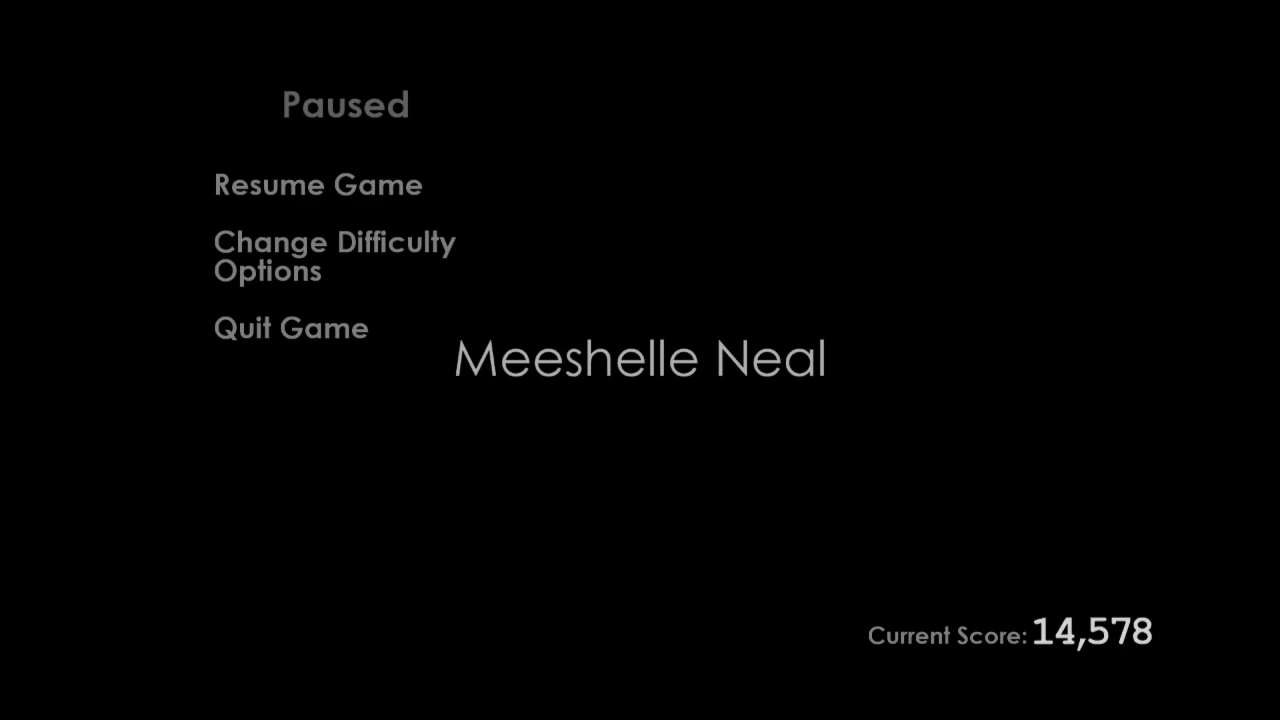 Paused
Resume Game
Change Difficulty
Options
Quit Game
Meeshelle Neal
Current Score: 14,578